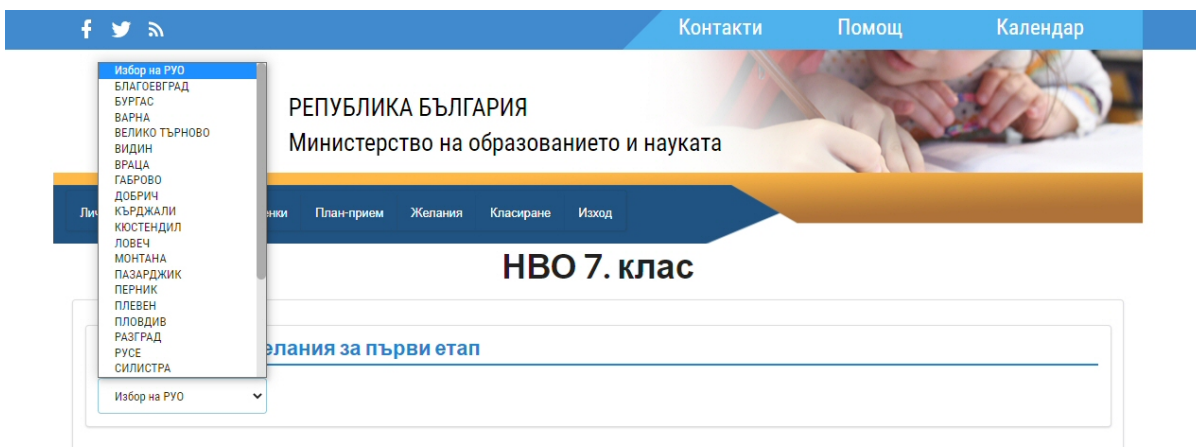 Контакти Помощ Календар
РЕПУБЛИКА БЪЛГАРИЯ
Министерство на образованието и науката
Избор на РУО
БЛАГОЕВГРАД
БУРГАС
ВАРНА
ВЕЛИКО ТЪРНОВО
ВИДИН
ВРАЦА
ГАБРОВО
ДОБРИЧ
КЪРДЖАЛИ
КЮСТЕНДИЛ
ЛОВЕЧ
МОНТАНА
ПАЗАРДЖИК
ПЕРНИК
ПЛЕВЕН
ПЛОВДИВ
РАЗГРАД
РУСЕ
СИЛИСТРА
План-прием Желания Класиране Изход
НВО 7. клас
за първи етап
Избор на РУО